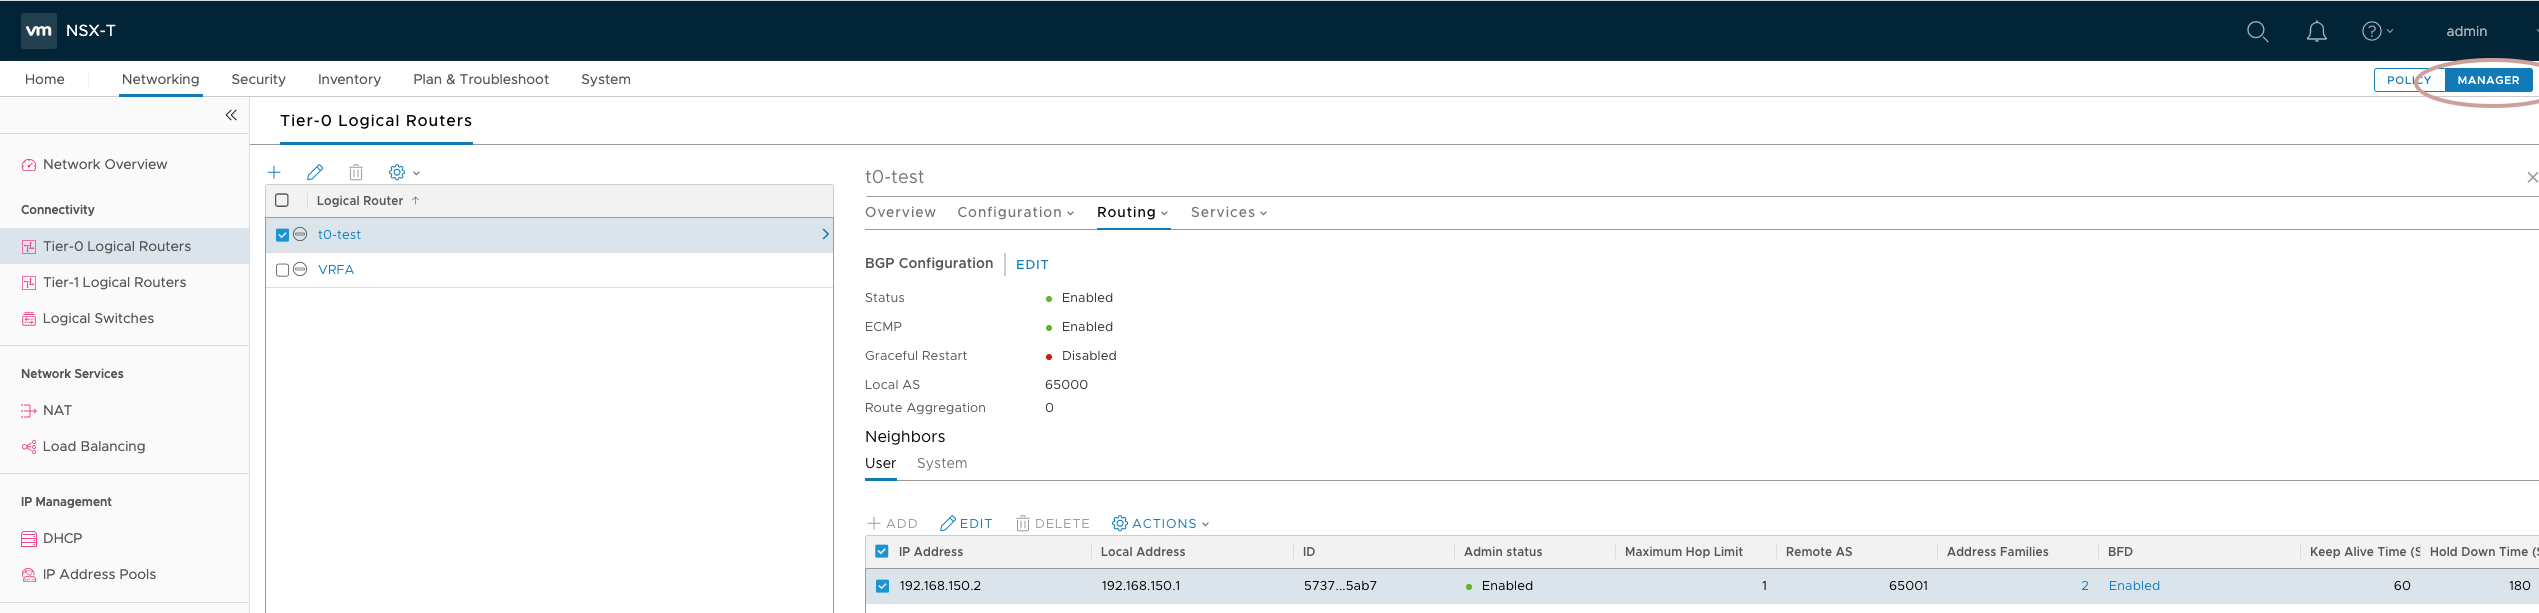 vm NSX-T admin
Home Networking Security Inventory Plan & Troubleshoot System POLICY MANAGER
Tier-0 Logical Routers
Network Overview
Connectivity
Tier-0 Logical Routers
Tier-1 Logical Routers
Logical Switches
Network Services
NAT
Load Balancing
IP Management
DHCP
IP Address Pools
Logical Router
t0-test
VRFA
t0-test
Overview Configuration Routing Services
BGP Configuration EDIT
Status Enabled
ECMP Enabled
Graceful Restart Disabled
Local AS 65000
Route Aggregation 0
Neighbors
User System
ADD EDIT DELETE ACTIONS
IP Address Local Address ID Admin status Maximum Hop Limit Remote AS Address Families BFD Keep Alive Time (S Hold Down Time (S
192.168.150.2 192.168.150.1 5737...5ab7 Enabled 1 65001 2 Enabled 60 180